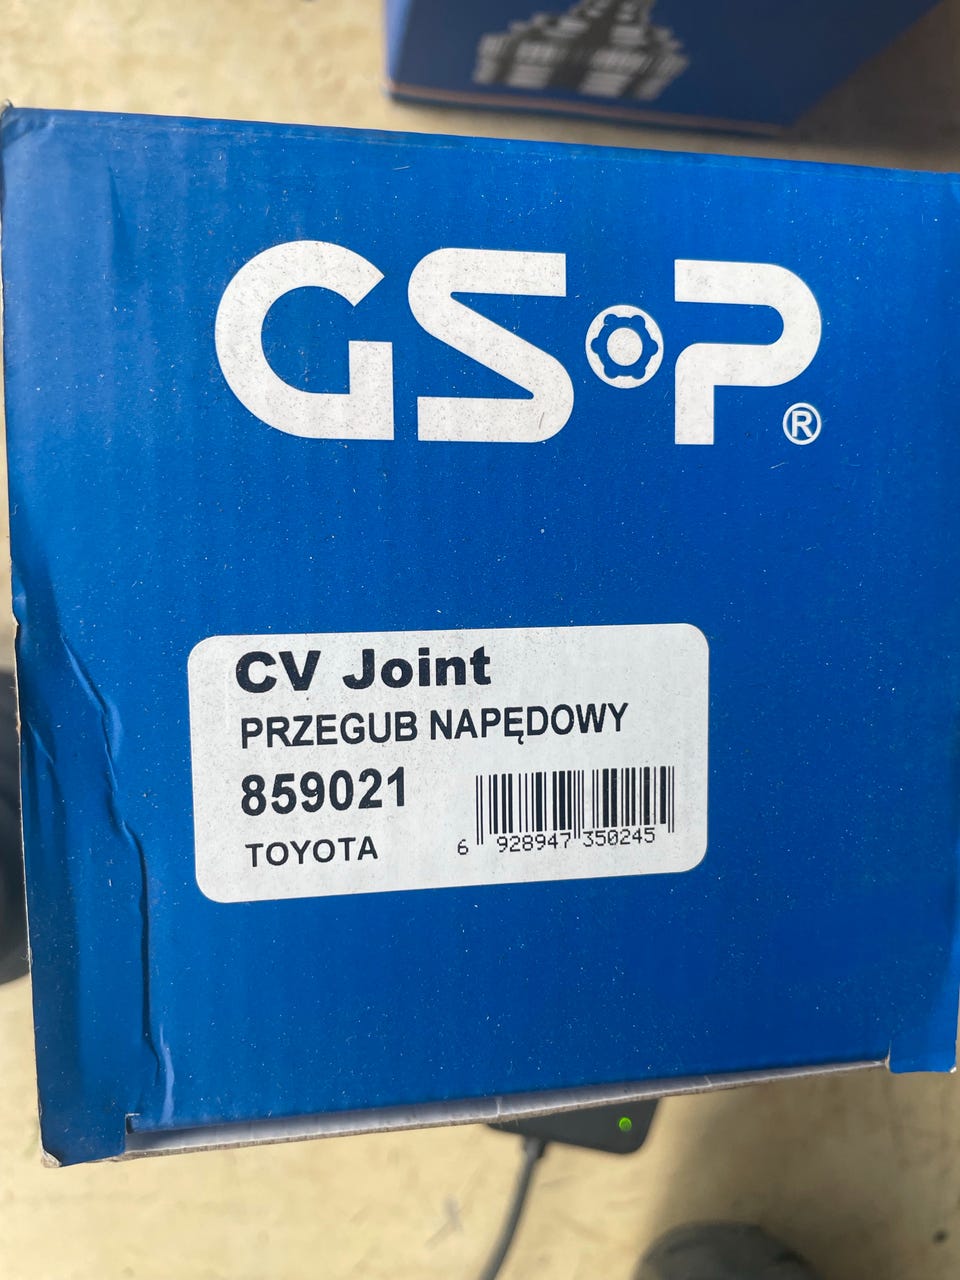 GSP®
CV Joint
PRZEGUB NAPĘDOWY
859021
TOYOTA
6 928947 350245